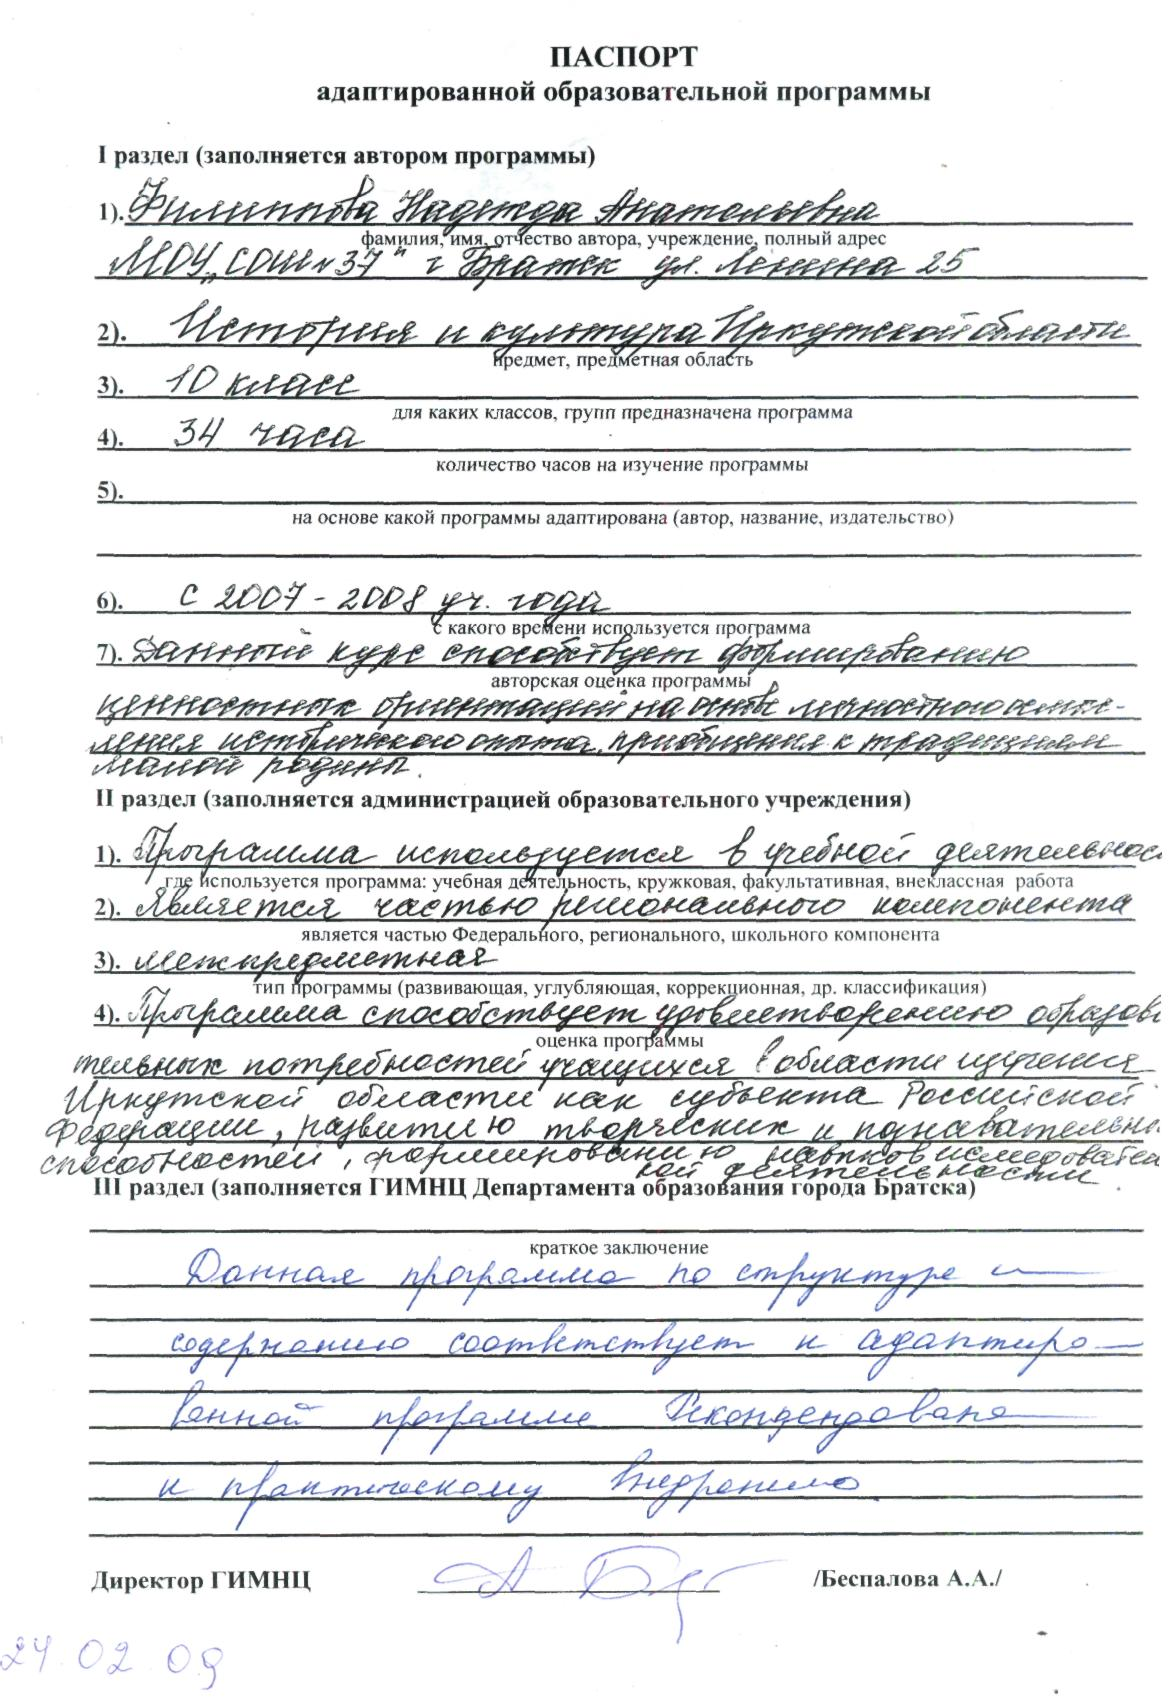 ПАСПОРТ
адаптированной образовательной программы
I раздел (заполняется автором программы)
1). Филиппова Надежда Анатольевна
фамилия, имя, отчество автора, учреждение, полный адрес
МОУ „СОШ №37" г Братск ул. Ленина 25
2). История и культура Иркутской области
предмет, предметная область
3). 10 класс
для каких классов, групп предназначена программа
4). 34 часа
количество часов на изучение программы
5).
на основе какой программы адаптирована (автор, название, издательство)
6). с 2007 - 2008 уч. года
с какого времени используется программа
7). Данный курс способствует формированию
авторская оценка программы
ценностных ориентаций на основе личностного осмыс-
ления исторического опыта, приобщения к традициям
малой родины.
II раздел (заполняется администрацией образовательного учреждения)
1). Программа используется в учебной деятельнос
где используется программа: учебная деятельность, кружковая, факультативная, внеклассная работа
2). Является частью регионального компонента
является частью Федерального, регионального, школьного компонента
3). межпредметная
тип программы (развивающая, углубляющая, коррекционная, др. классификация)
4). Программа способствует удовлетворению образова
оценка программы
тельных потребностей учащихся в области изучения
Иркутской области как субъекта Российской
Федерации, развитию творческих и познавательны
способностей, формированию навыков исследователь
кой деятельности.
III раздел (заполняется ГИМНЦ Департамента образования города Братска)
краткое заключение
Данная программа по структуре и
содержанию соответствует к адаптиро-
ванной программе Рекомендована
к практическому внедрению.
Директор ГИМНЦ /Беспалова А.А./
24.02.09